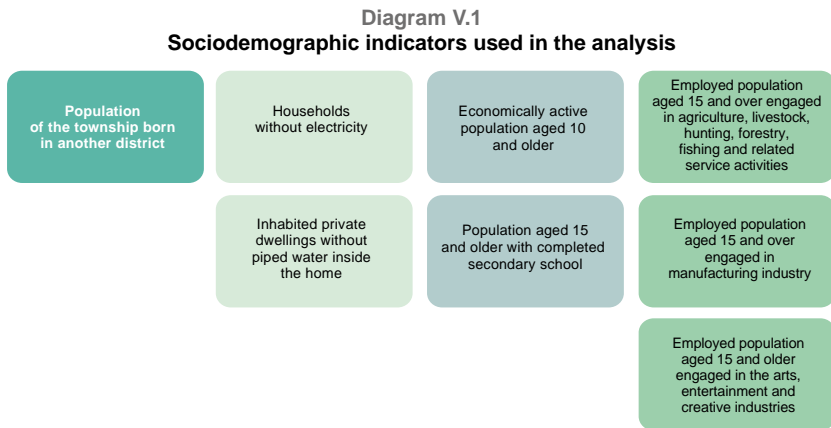 Diagram V.1
Sociodemographic indicators used in the analysis
Population
of the township born
in another district
Households
without electricity
Economically active
population aged 10
and older
Employed population
aged 15 and over engaged
in agriculture, livestock,
hunting, forestry,
fishing and related
service activities
Inhabited private
dwellings without
piped water inside
the home
Population aged 15
and older with completed
secondary school
Employed population
aged 15 and over
engaged in
manufacturing industry
Employed population
aged 15 and older
engaged in the arts,
entertainment and
creative industries